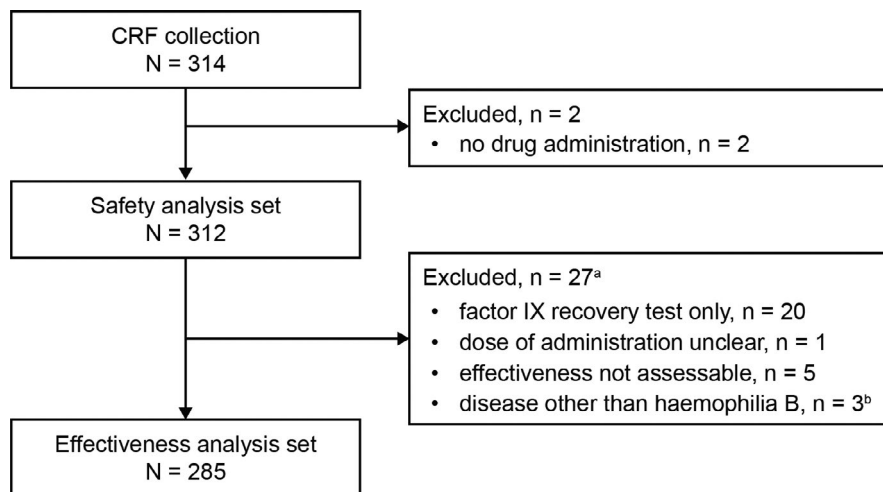 CRF collection
N = 314
Excluded, n = 2
• no drug administration, n = 2
Safety analysis set
N = 312
Excluded, n = 27ᵃ
• factor IX recovery test only, n = 20
• dose of administration unclear, n = 1
• effectiveness not assessable, n = 5
• disease other than haemophilia B, n = 3ᵇ
Effectiveness analysis set
N = 285